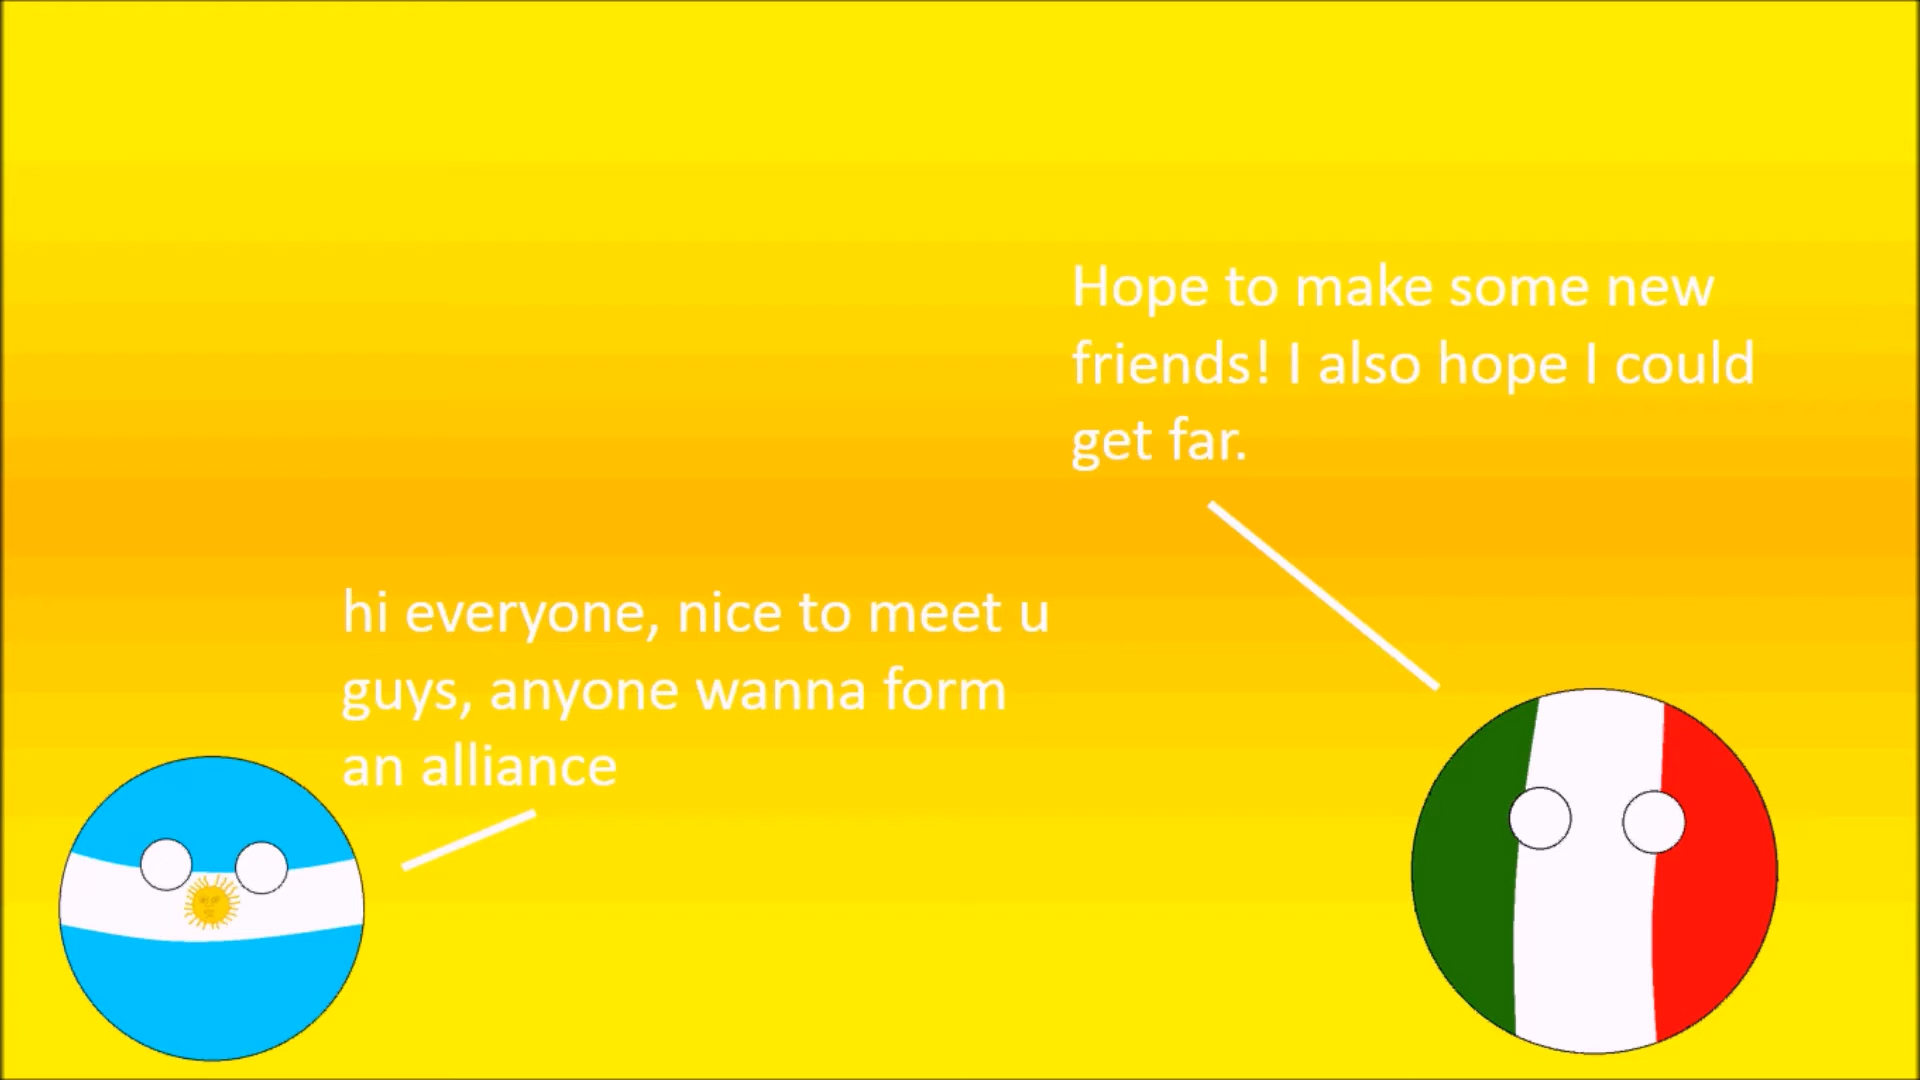 Hope to make some new
friends! I also hope I could
get far.
hi everyone, nice to meet u
guys, anyone wanna form
an alliance